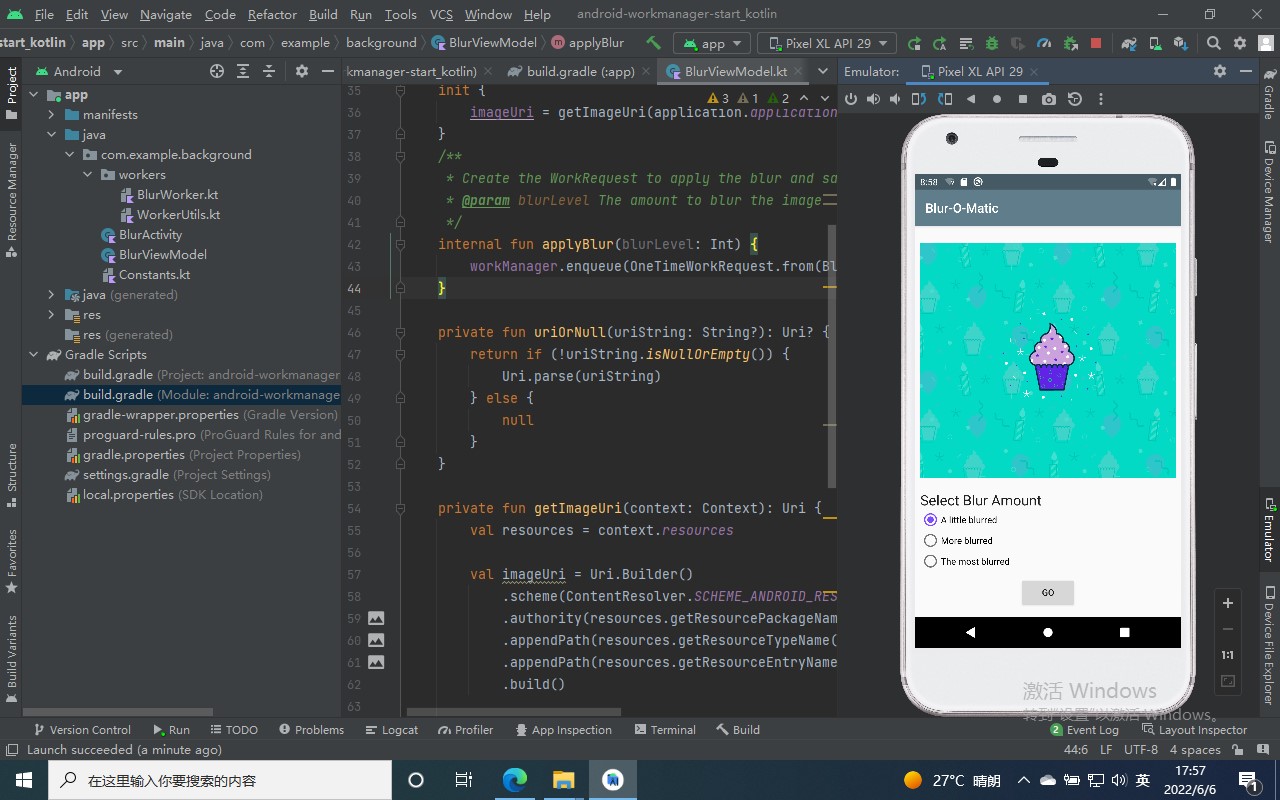 File Edit View Navigate Code Refactor Build Run Tools VCS Window Help android-workmanager-start_kotlin
start_kotlin app src main java com example background BlurViewModel applyBlur app Pixel XL API 29
Android
kmanager-start_kotlin) build.gradle (:app) BlurViewModel.kt
Emulator: Pixel XL API 29
Project
Resource Manager
Structure
Favorites
Build Variants
app
manifests
java
com.example.background
workers
BlurWorker.kt
WorkerUtils.kt
BlurActivity
BlurViewModel
Constants.kt
java (generated)
res
res (generated)
Gradle Scripts
build.gradle (Project: android-workmanager
build.gradle (Module: android-workmanage
gradle-wrapper.properties (Gradle Version)
proguard-rules.pro (ProGuard Rules for and
gradle.properties (Project Properties)
settings.gradle (Project Settings)
local.properties (SDK Location)
3 1 2
35 init {
36 imageUri = getImageUri(application.application
37 }
38 /**
39 * Create the WorkRequest to apply the blur and sa
40 * @param blurLevel The amount to blur the image
41 */
42 internal fun applyBlur(blurLevel: Int) {
43 workManager.enqueue(OneTimeWorkRequest.from(Bl
44 }
45
46 private fun uriOrNull(uriString: String?): Uri? {
47 return if (!uriString.isNullOrEmpty()) {
48 Uri.parse(uriString)
49 } else {
50 null
51 }
52 }
53
54 private fun getImageUri(context: Context): Uri {
55 val resources = context.resources
56
57 val imageUri = Uri.Builder()
58 .scheme(ContentResolver.SCHEME_ANDROID_RES
59 .authority(resources.getResourcePackageNam
60 .appendPath(resources.getResourceTypeName(
61 .appendPath(resources.getResourceEntryName
62 .build()
63
8:58
Blur-O-Matic
Select Blur Amount
A little blurred
More blurred
The most blurred
GO
1:1
激活 Windows
转到"设置"以激活 Windows。
Gradle
Device Manager
Emulator
Device File Explorer
Version Control Run TODO Problems Logcat Profiler App Inspection Terminal Build 2 Event Log Layout Inspector
Launch succeeded (a minute ago) 44:6 LF UTF-8 4 spaces
在这里输入你要搜索的内容
27°C 晴朗
英
17:57
2022/6/6
1